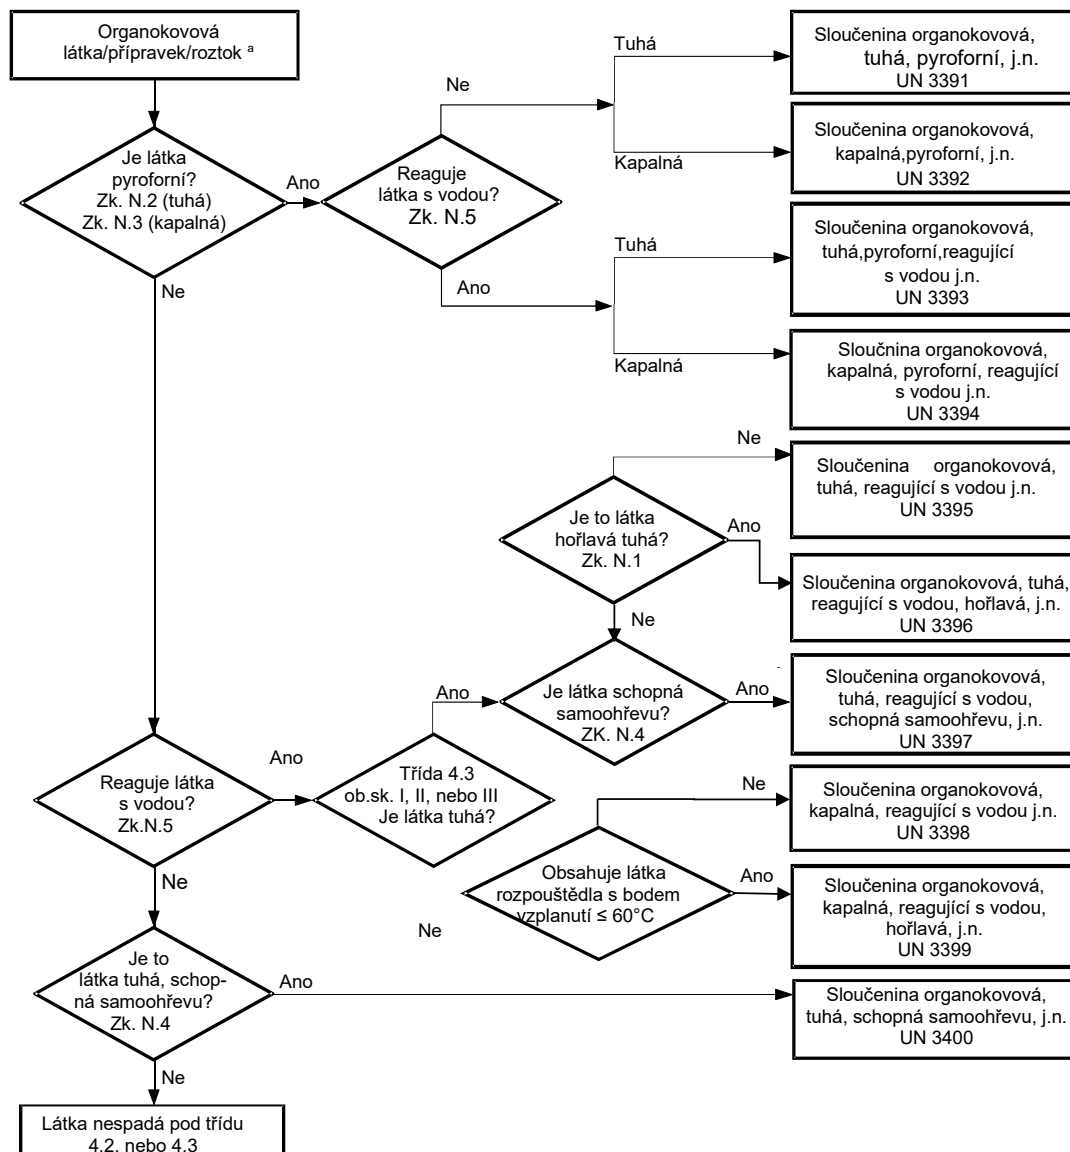 Organokovová
látka/přípravek/roztok ᵃ
Tuhá
Sloučenina organokovová,
tuhá, pyroforní, j.n.
UN 3391
Ne
Je látka
pyroforní?
Zk. N.2 (tuhá)
Zk. N.3 (kapalná)
Ano
Reaguje
látka s vodou?
Zk. N.5
Kapalná
Sloučenina organokovová,
kapalná,pyroforní, j.n.
UN 3392
Tuhá
Sloučenina organokovová,
tuhá,pyroforní,reagující
s vodou j.n.
UN 3393
Ne
Ano
Kapalná
Sloučnina organokovová,
kapalná, pyroforní, reagující
s vodou j.n.
UN 3394
Ne
Sloučenina organokovová,
tuhá, reagující s vodou j.n.
UN 3395
Je to látka
hořlavá tuhá?
Zk. N.1
Ano
Sloučenina organokovová, tuhá,
reagující s vodou, hořlavá, j.n.
UN 3396
Ne
Ano
Je látka schopná
samoohřevu?
ZK. N.4
Ano
Sloučenina organokovová,
tuhá, reagující s vodou,
schopná samoohřevu, j.n.
UN 3397
Reaguje látka
s vodou?
Zk.N.5
Ano
Třída 4.3
ob.sk. I, II, nebo III
Je látka tuhá?
Ne
Sloučenina organokovová,
kapalná, reagující s vodou j.n.
UN 3398
Ne
Ne
Obsahuje látka
rozpouštědla s bodem
vzplanutí ≤ 60°C
Ano
Sloučenina organokovová,
kapalná, reagující s vodou,
hořlavá, j.n.
UN 3399
Je to
látka tuhá, schop-
ná samoohřevu?
Zk. N.4
Ano
Sloučenina organokovová,
tuhá, schopná samoohřevu, j.n.
UN 3400
Ne
Látka nespadá pod třídu
4.2, nebo 4.3